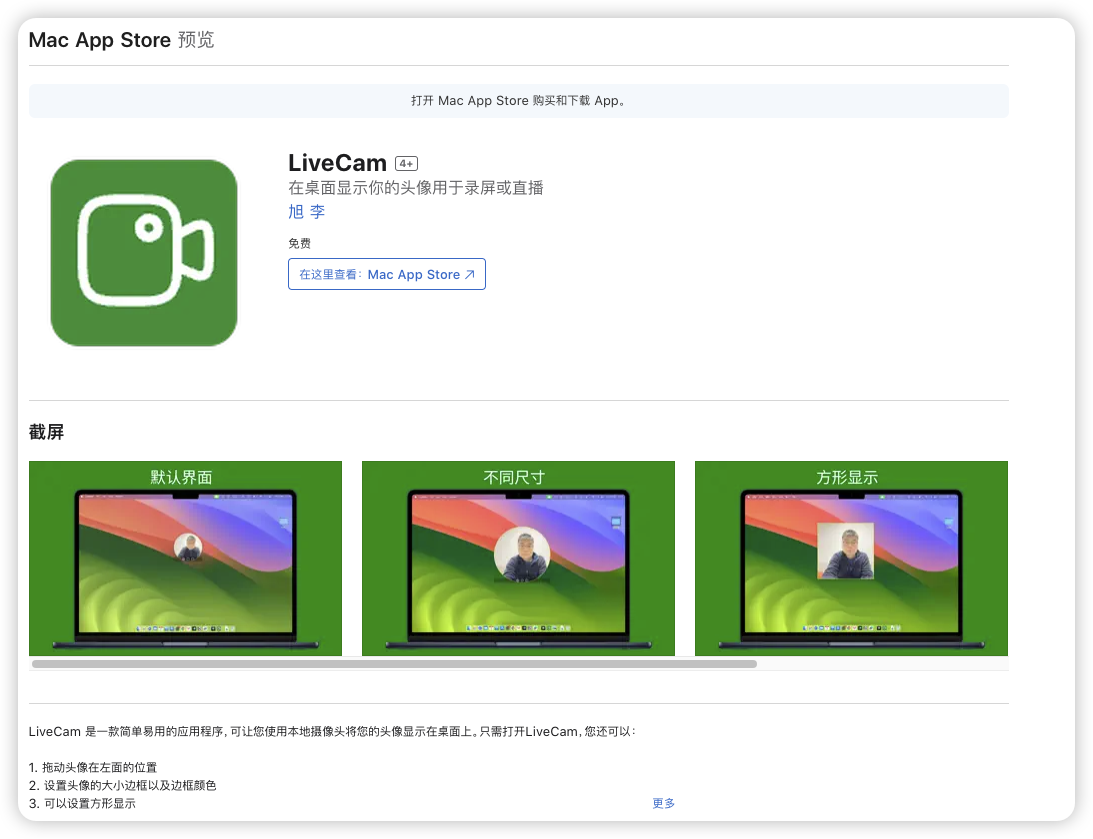 Mac App Store 预览
打开 Mac App Store 购买和下载 App。
LiveCam 4+
在桌面显示你的头像用于录屏或直播
旭 李
免费
在这里查看：Mac App Store ↗
截屏
默认界面
不同尺寸
方形显示
LiveCam 是一款简单易用的应用程序，可让您使用本地摄像头将您的头像显示在桌面上。只需打开LiveCam，您还可以：
1. 拖动头像在左面的位置
2. 设置头像的大小边框以及边框颜色
3. 可以设置方形显示
更多